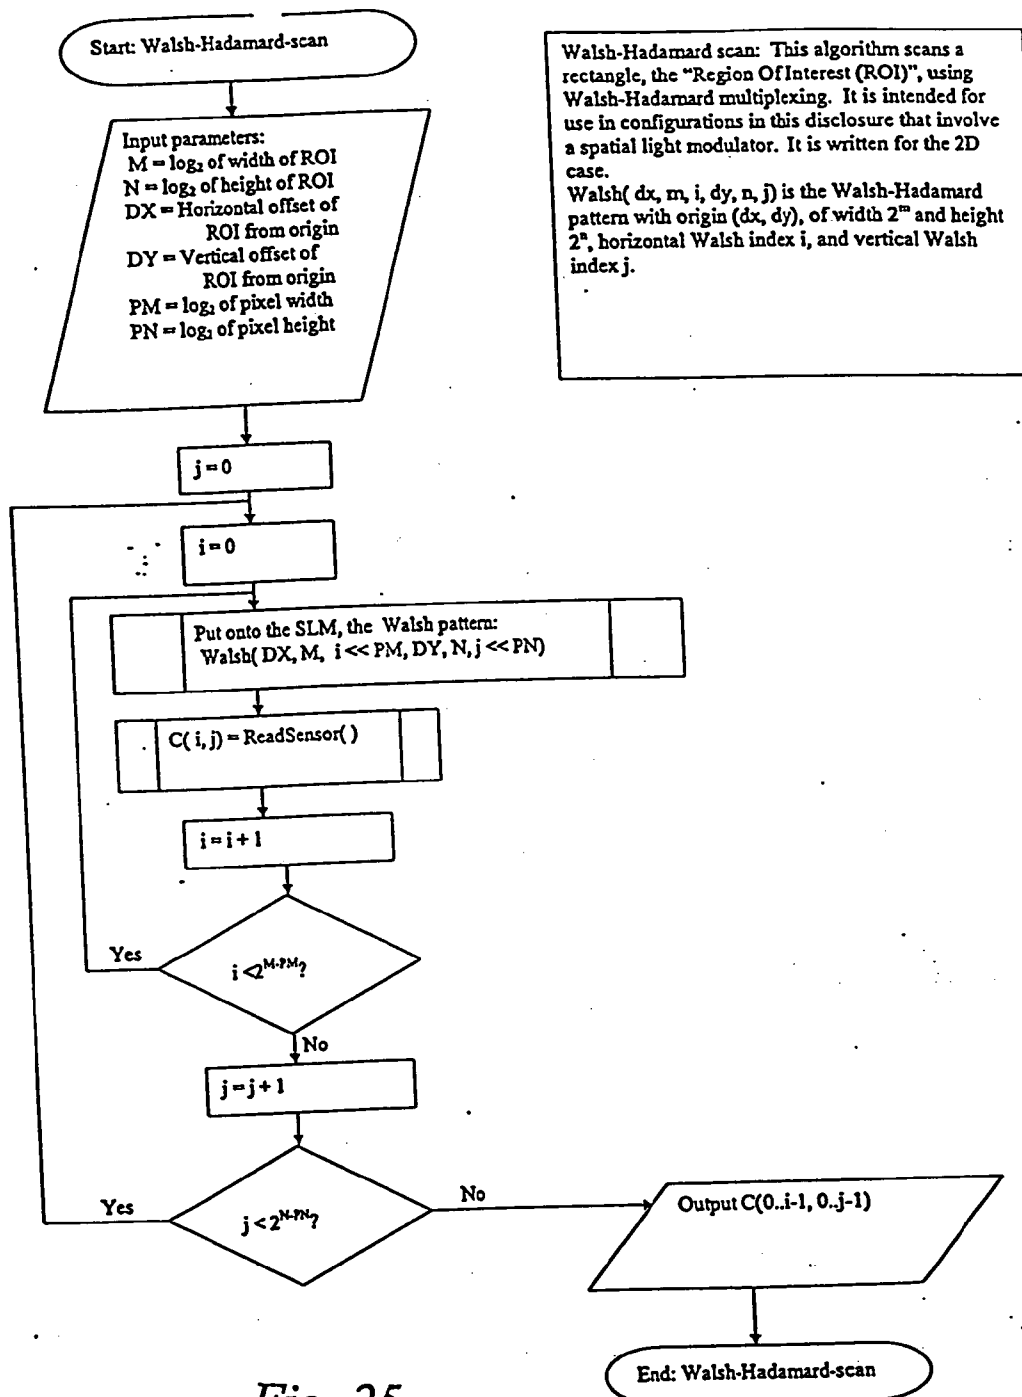 Start: Walsh-Hadamard-scan
Walsh-Hadamard scan: This algorithm scans a
rectangle, the “Region Of Interest (ROI)”, using
Walsh-Hadamard multiplexing. It is intended for
use in configurations in this disclosure that involve
a spatial light modulator. It is written for the 2D
case.
Walsh( dx, m, i, dy, n, j) is the Walsh-Hadamard
pattern with origin (dx, dy), of width 2ᵐ and height
2ⁿ, horizontal Walsh index i, and vertical Walsh
index j.
Input parameters:
M = log₂ of width of ROI
N = log₂ of height of ROI
DX = Horizontal offset of
ROI from origin
DY = Vertical offset of
ROI from origin
PM = log₂ of pixel width
PN = log₂ of pixel height
j = 0
i = 0
Put onto the SLM, the Walsh pattern:
Walsh( DX, M, i << PM, DY, N, j << PN)
C( i, j) = ReadSensor( )
i = i + 1
Yes
i <2^M-PM?
No
j = j + 1
Yes
j < 2^N-PN?
No
Output C(0..i-1, 0..j-1)
End: Walsh-Hadamard-scan
Fig. 25